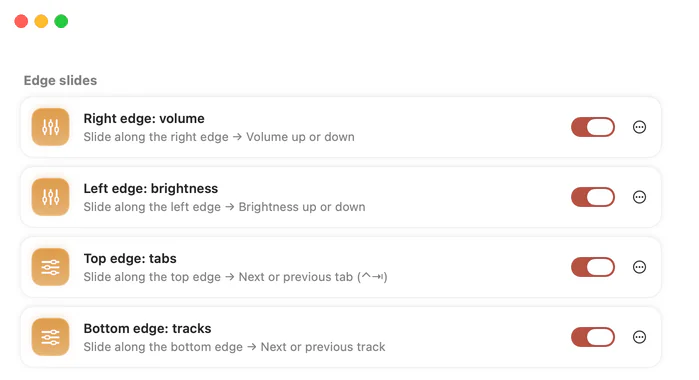 Edge slides
Right edge: volume
Slide along the right edge → Volume up or down
Left edge: brightness
Slide along the left edge → Brightness up or down
Top edge: tabs
Slide along the top edge → Next or previous tab (⌃⇥)
Bottom edge: tracks
Slide along the bottom edge → Next or previous track